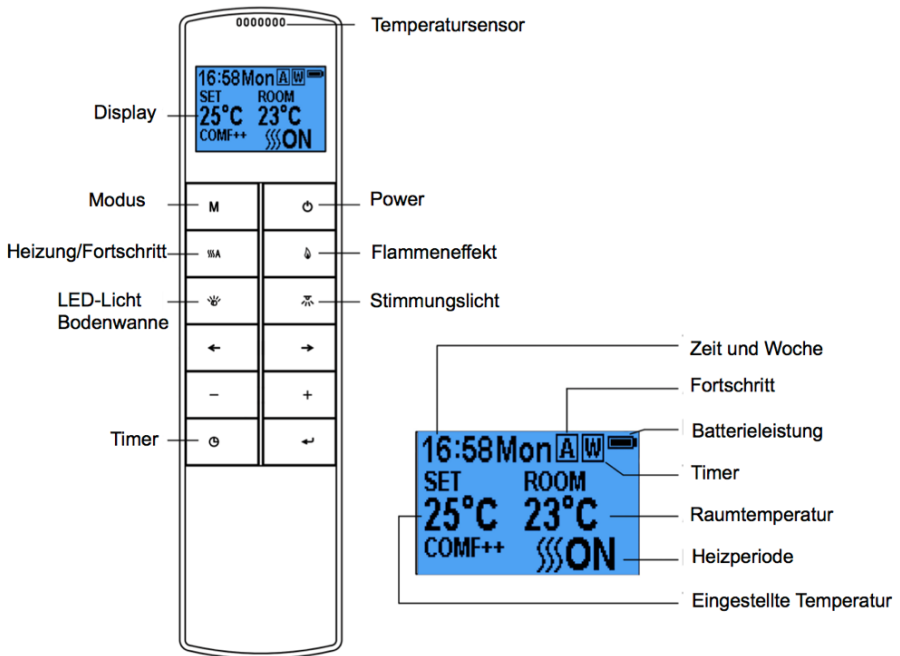 0000000
Temperatursensor
16:58Mon A W
SET ROOM
25°C 23°C
COMF++ ON
Display
Modus
M
Power
Heizung/Fortschritt
A
Flammeneffekt
LED-Licht
Bodenwanne
Stimmungslicht
← →
− +
Timer
Zeit und Woche
Fortschritt
Batterieleistung
Timer
Raumtemperatur
Heizperiode
Eingestellte Temperatur
16:58Mon A W
SET ROOM
25°C 23°C
COMF++ ON